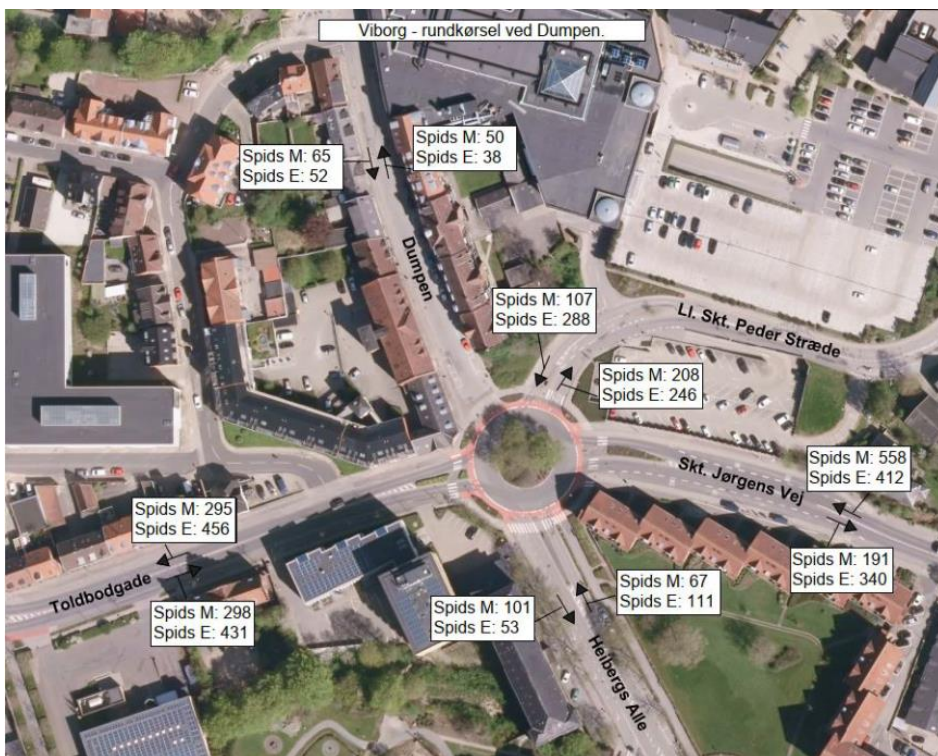 Viborg - rundkørsel ved Dumpen.
Spids M: 65
Spids E: 52
Spids M: 50
Spids E: 38
Dumpen
Spids M: 107
Spids E: 288
Ll. Skt. Peder Stræde
Spids M: 208
Spids E: 246
Skt. Jørgens Vej
Spids M: 558
Spids E: 412
Spids M: 295
Spids E: 456
Toldbodgade
Spids M: 298
Spids E: 431
Spids M: 191
Spids E: 340
Spids M: 101
Spids E: 53
Spids M: 67
Spids E: 111
Heibergs Alle